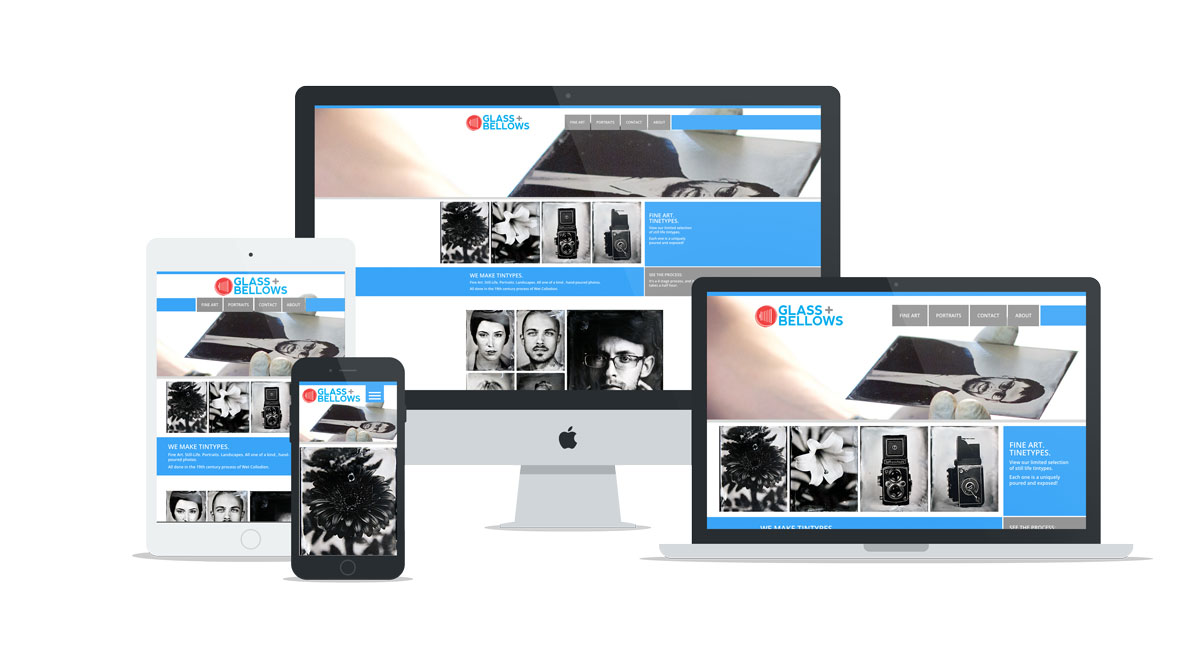 GLASS +
BELLOWS
FINE ART
PORTRAITS
CONTACT
ABOUT
FINE ART.
TINETYPES.
View our limited selection
of still life tintypes.
Each one is a uniquely
poured and exposed!
WE MAKE TINTYPES.
Fine Art. Still Life. Portraits. Landscapes. All one of a kind, hand-poured photos.
All done in the 19th century process of Wet Collodion.
SEE THE PROCESS:
It's a 6 stage process, and
takes a half hour
GLASS +
BELLOWS
FINE ART
PORTRAITS
CONTACT
ABOUT
WE MAKE TINTYPES.
Fine Art. Still Life. Portraits. Landscapes. All one of a kind, hand-
poured photos.
All done in the 19th century process of Wet Collodion.
GLASS +
BELLOWS
GLASS +
BELLOWS
FINE ART
PORTRAITS
CONTACT
ABOUT
FINE ART.
TINETYPES.
View our limited selection
of still life tintypes.
Each one is a uniquely
poured and exposed!
WE MAKE TINTYPES
SEE THE PROCESS: